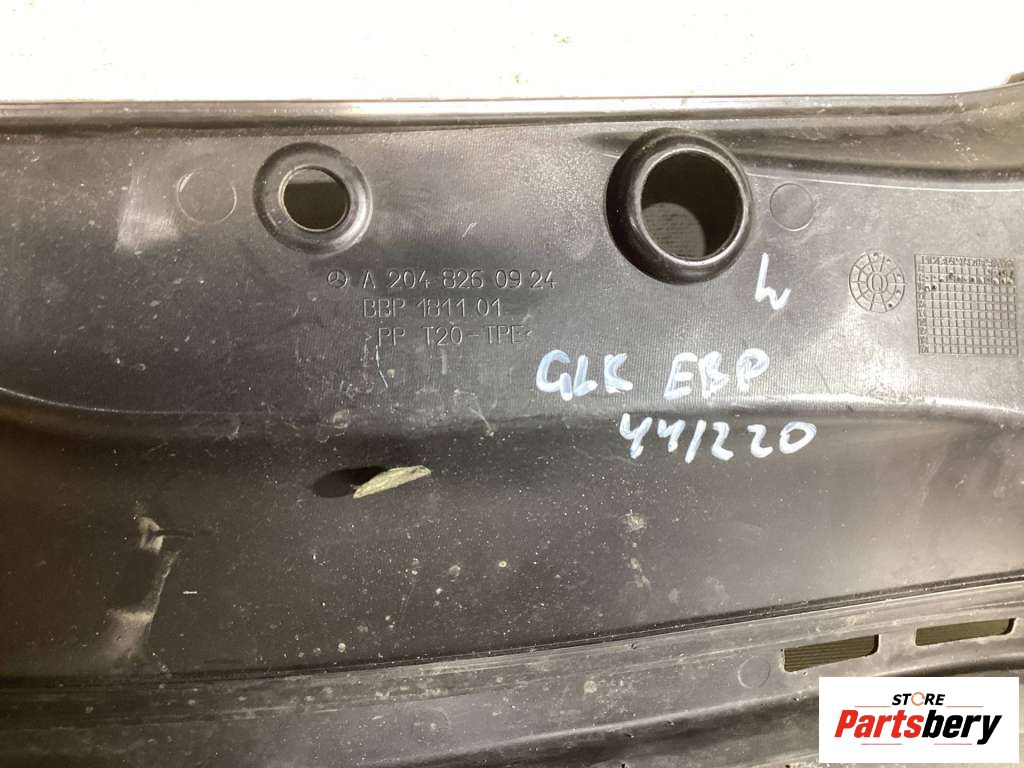 A 204 826 09 24
BBP 1811 01
>PP T20-TPE<
GLK EBP
44/220
STORE
Partsbery